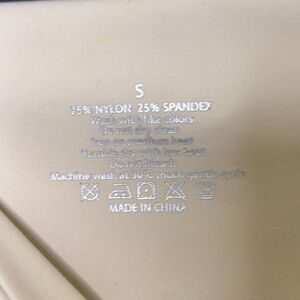 S
75% NYLON 25% SPANDEX
Wash with like colors
Do not dry clean
Iron on medium heat
Tumble dry with low heat
Do not bleach
Machine wash at 30°C much gentle cycle
MADE IN CHINA